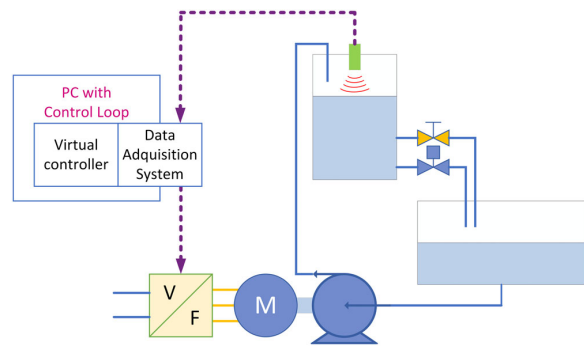 PC with
Control Loop
Virtual
controller
Data
Adquisition
System
V
F
M